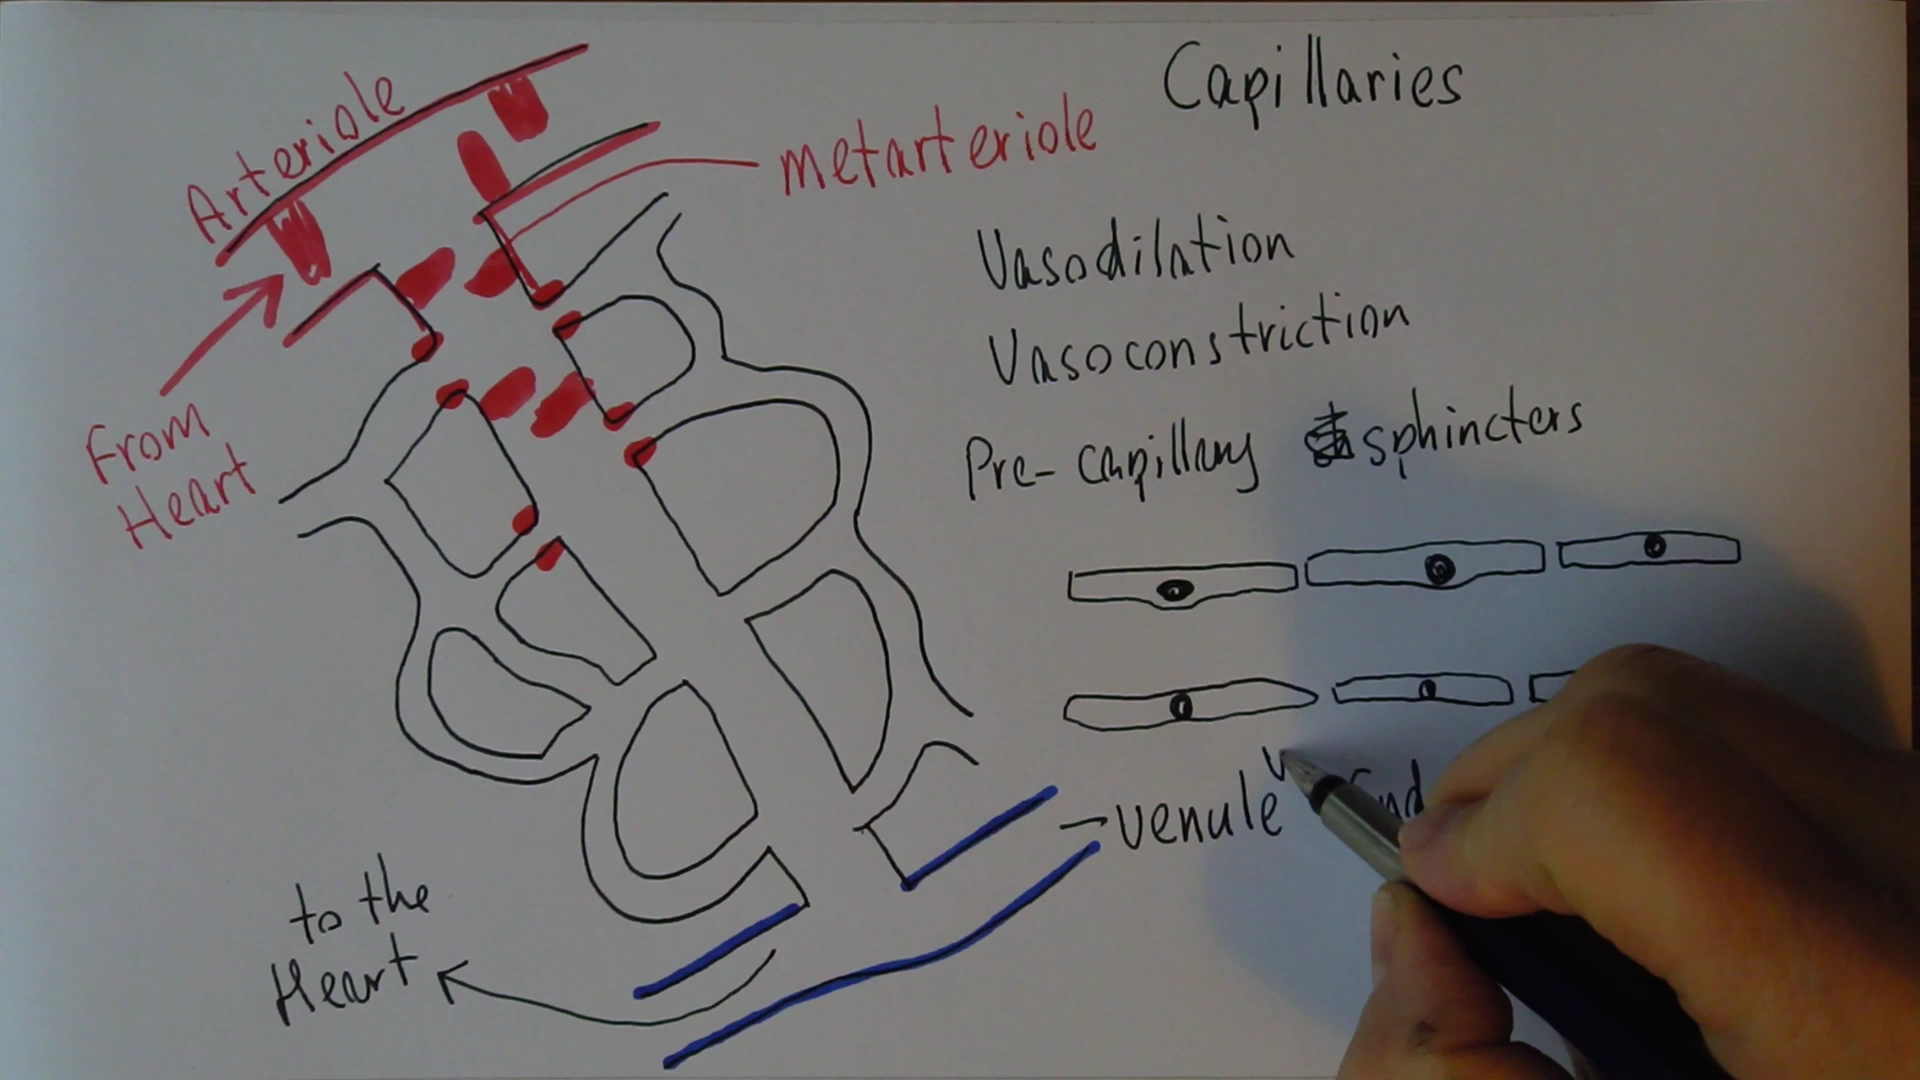 Capillaries
Arteriole
metarteriole
From
Heart
Vasodilation
Vasoconstriction
Pre-capillary sphincters
venule
to the
Heart